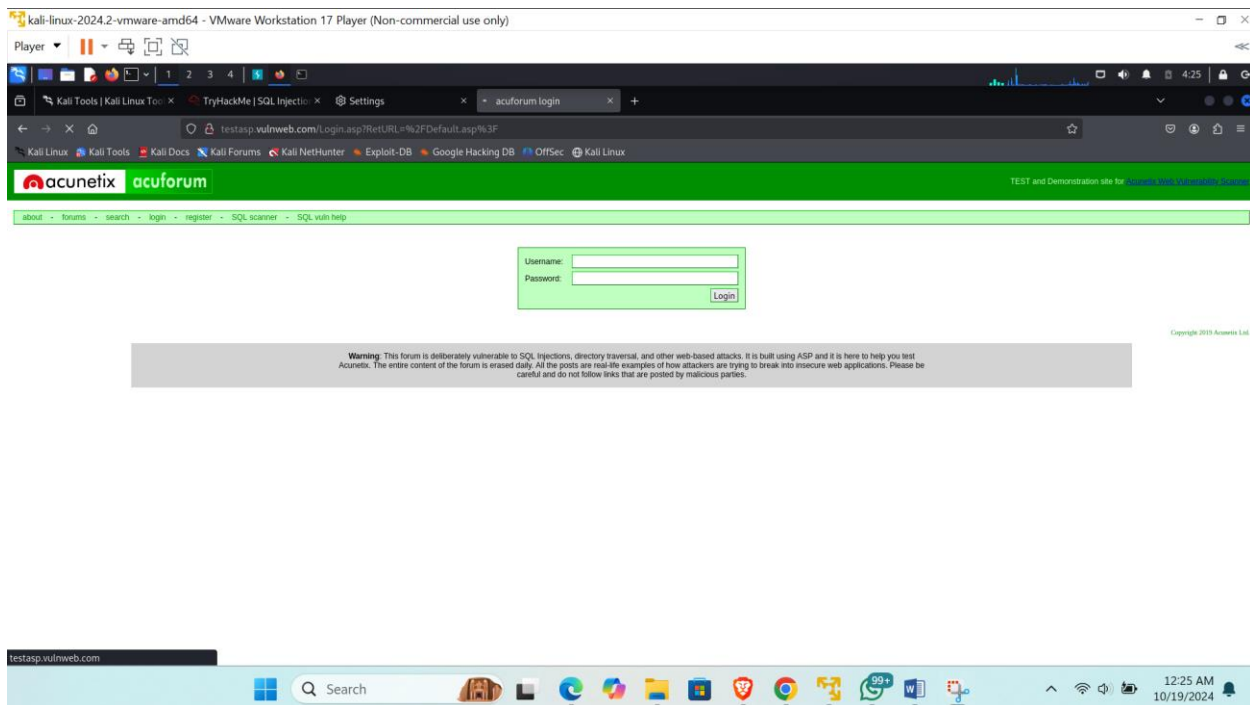 kali-linux-2024.2-vmware-amd64 - VMware Workstation 17 Player (Non-commercial use only)
Player
1 2 3 4
4:25
Kali Tools | Kali Linux Too
TryHackMe | SQL Injectio
Settings
acuforum login
testasp.vulnweb.com/Login.asp?RetURL=%2FDefault.asp%3F
Kali Linux Kali Tools Kali Docs Kali Forums Kali NetHunter Exploit-DB Google Hacking DB OffSec Kali Linux
acunetix acuforum
TEST and Demonstration site for Acunetix Web Vulnerability Scanner
about - forums - search - login - register - SQL scanner - SQL vuln help
Username:
Password:
Login
Copyright 2019 Acunetix Ltd.
Warning: This forum is deliberately vulnerable to SQL Injections, directory traversal, and other web-based attacks. It is built using ASP and it is here to help you test
Acunetix. The entire content of the forum is erased daily. All the posts are real-life examples of how attackers are trying to break into insecure web applications. Please be
careful and do not follow links that are posted by malicious parties.
testasp.vulnweb.com
Search
99+
12:25 AM
10/19/2024